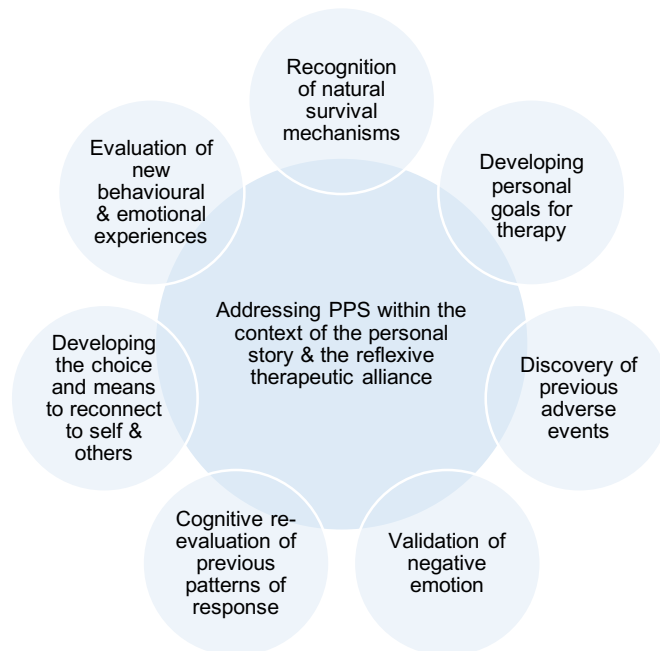 Recognition
of natural
survival
mechanisms
Developing
personal
goals for
therapy
Discovery of
previous
adverse
events
Validation of
negative
emotion
Cognitive re-
evaluation of
previous
patterns of
response
Developing
the choice
and means
to reconnect
to self &
others
Evaluation of
new
behavioural
& emotional
experiences
Addressing PPS within the
context of the personal
story & the reflexive
therapeutic alliance